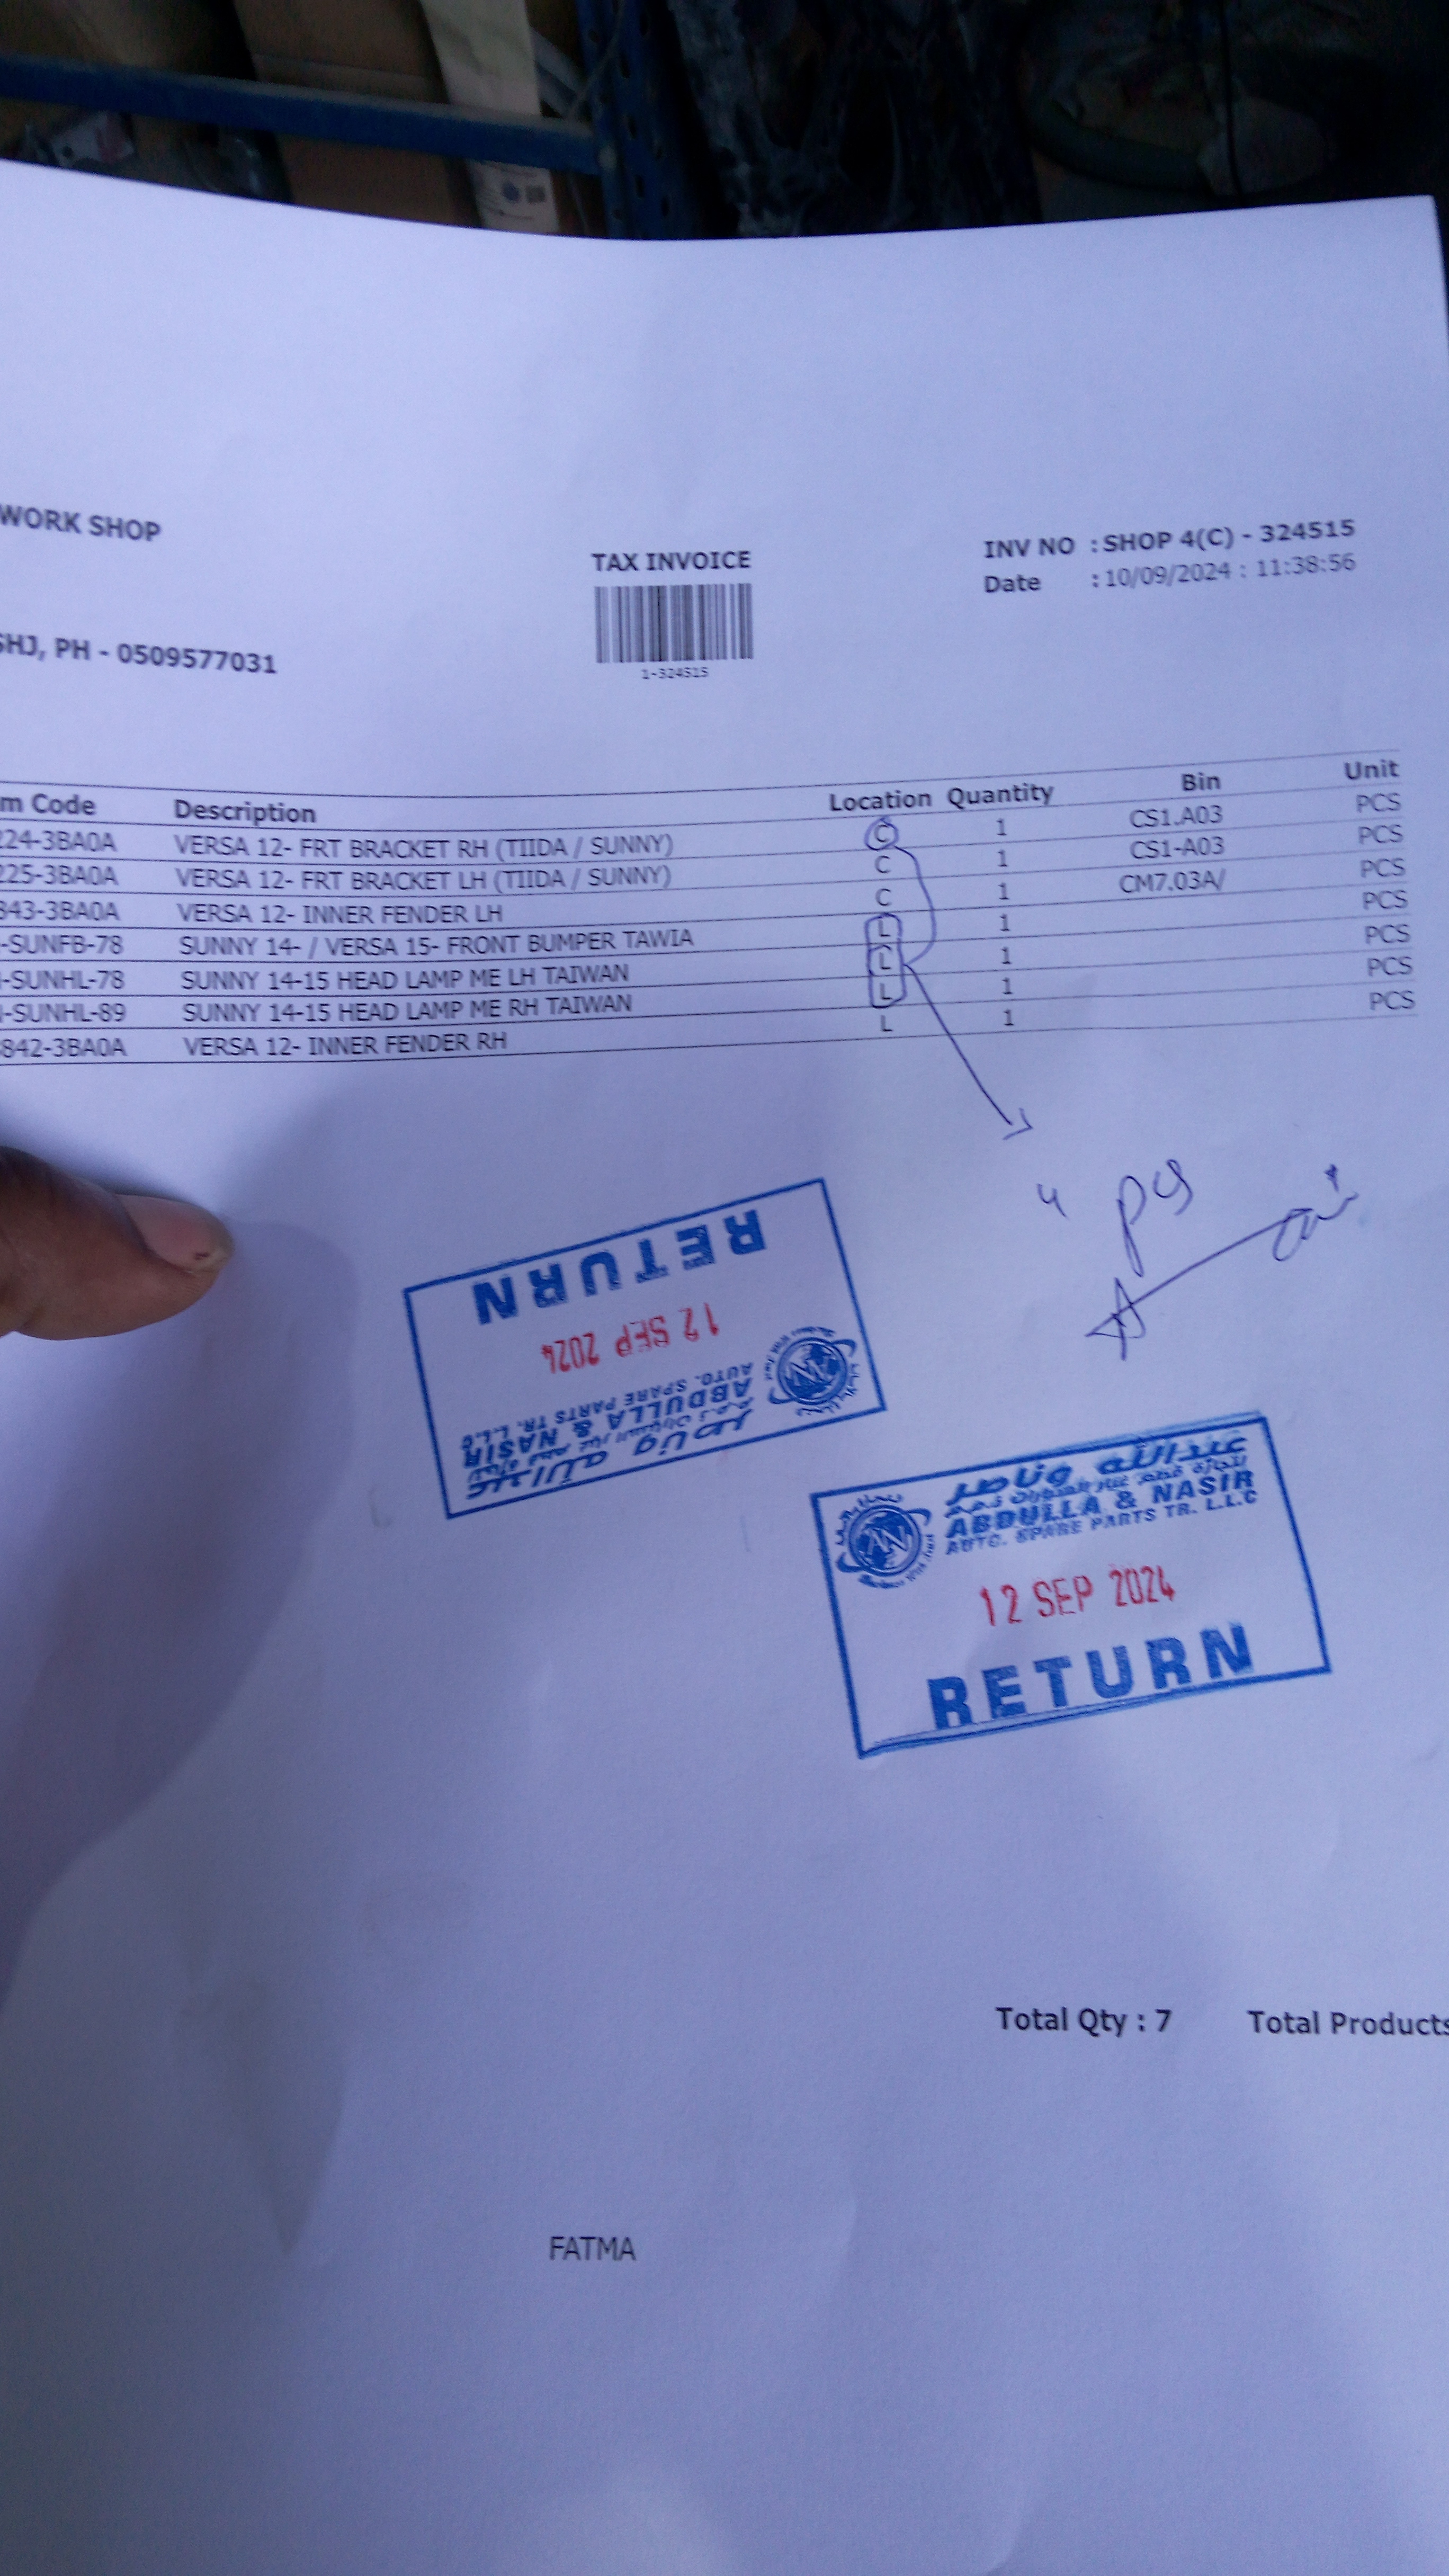 WORK SHOP
TAX INVOICE
INV NO : SHOP 4(C) - 324515
Date : 10/09/2024 : 11:38:56
SHJ, PH - 0509577031
1-324515
m Code Description Location Quantity Bin Unit
224-3BA0A VERSA 12- FRT BRACKET RH (TIIDA / SUNNY) C 1 CS1.A03 PCS
225-3BA0A VERSA 12- FRT BRACKET LH (TIIDA / SUNNY) C 1 CS1-A03 PCS
843-3BA0A VERSA 12- INNER FENDER LH C 1 CM7.03A/ PCS
-SUNFB-78 SUNNY 14- / VERSA 15- FRONT BUMPER TAWIA L 1 PCS
-SUNHL-78 SUNNY 14-15 HEAD LAMP ME LH TAIWAN L 1 PCS
-SUNHL-89 SUNNY 14-15 HEAD LAMP ME RH TAIWAN L 1 PCS
842-3BA0A VERSA 12- INNER FENDER RH L 1 PCS
RETURN
12 SEP 2024
AUTO. SPARE PARTS TR. L.L.C
ABDULLA & NASIR
عبدالله وناصر
عبدالله وناصر
ABDULLA & NASIR
AUTO. SPARE PARTS TR. L.L.C
12 SEP 2024
RETURN
Total Qty : 7 Total Products
FATMA